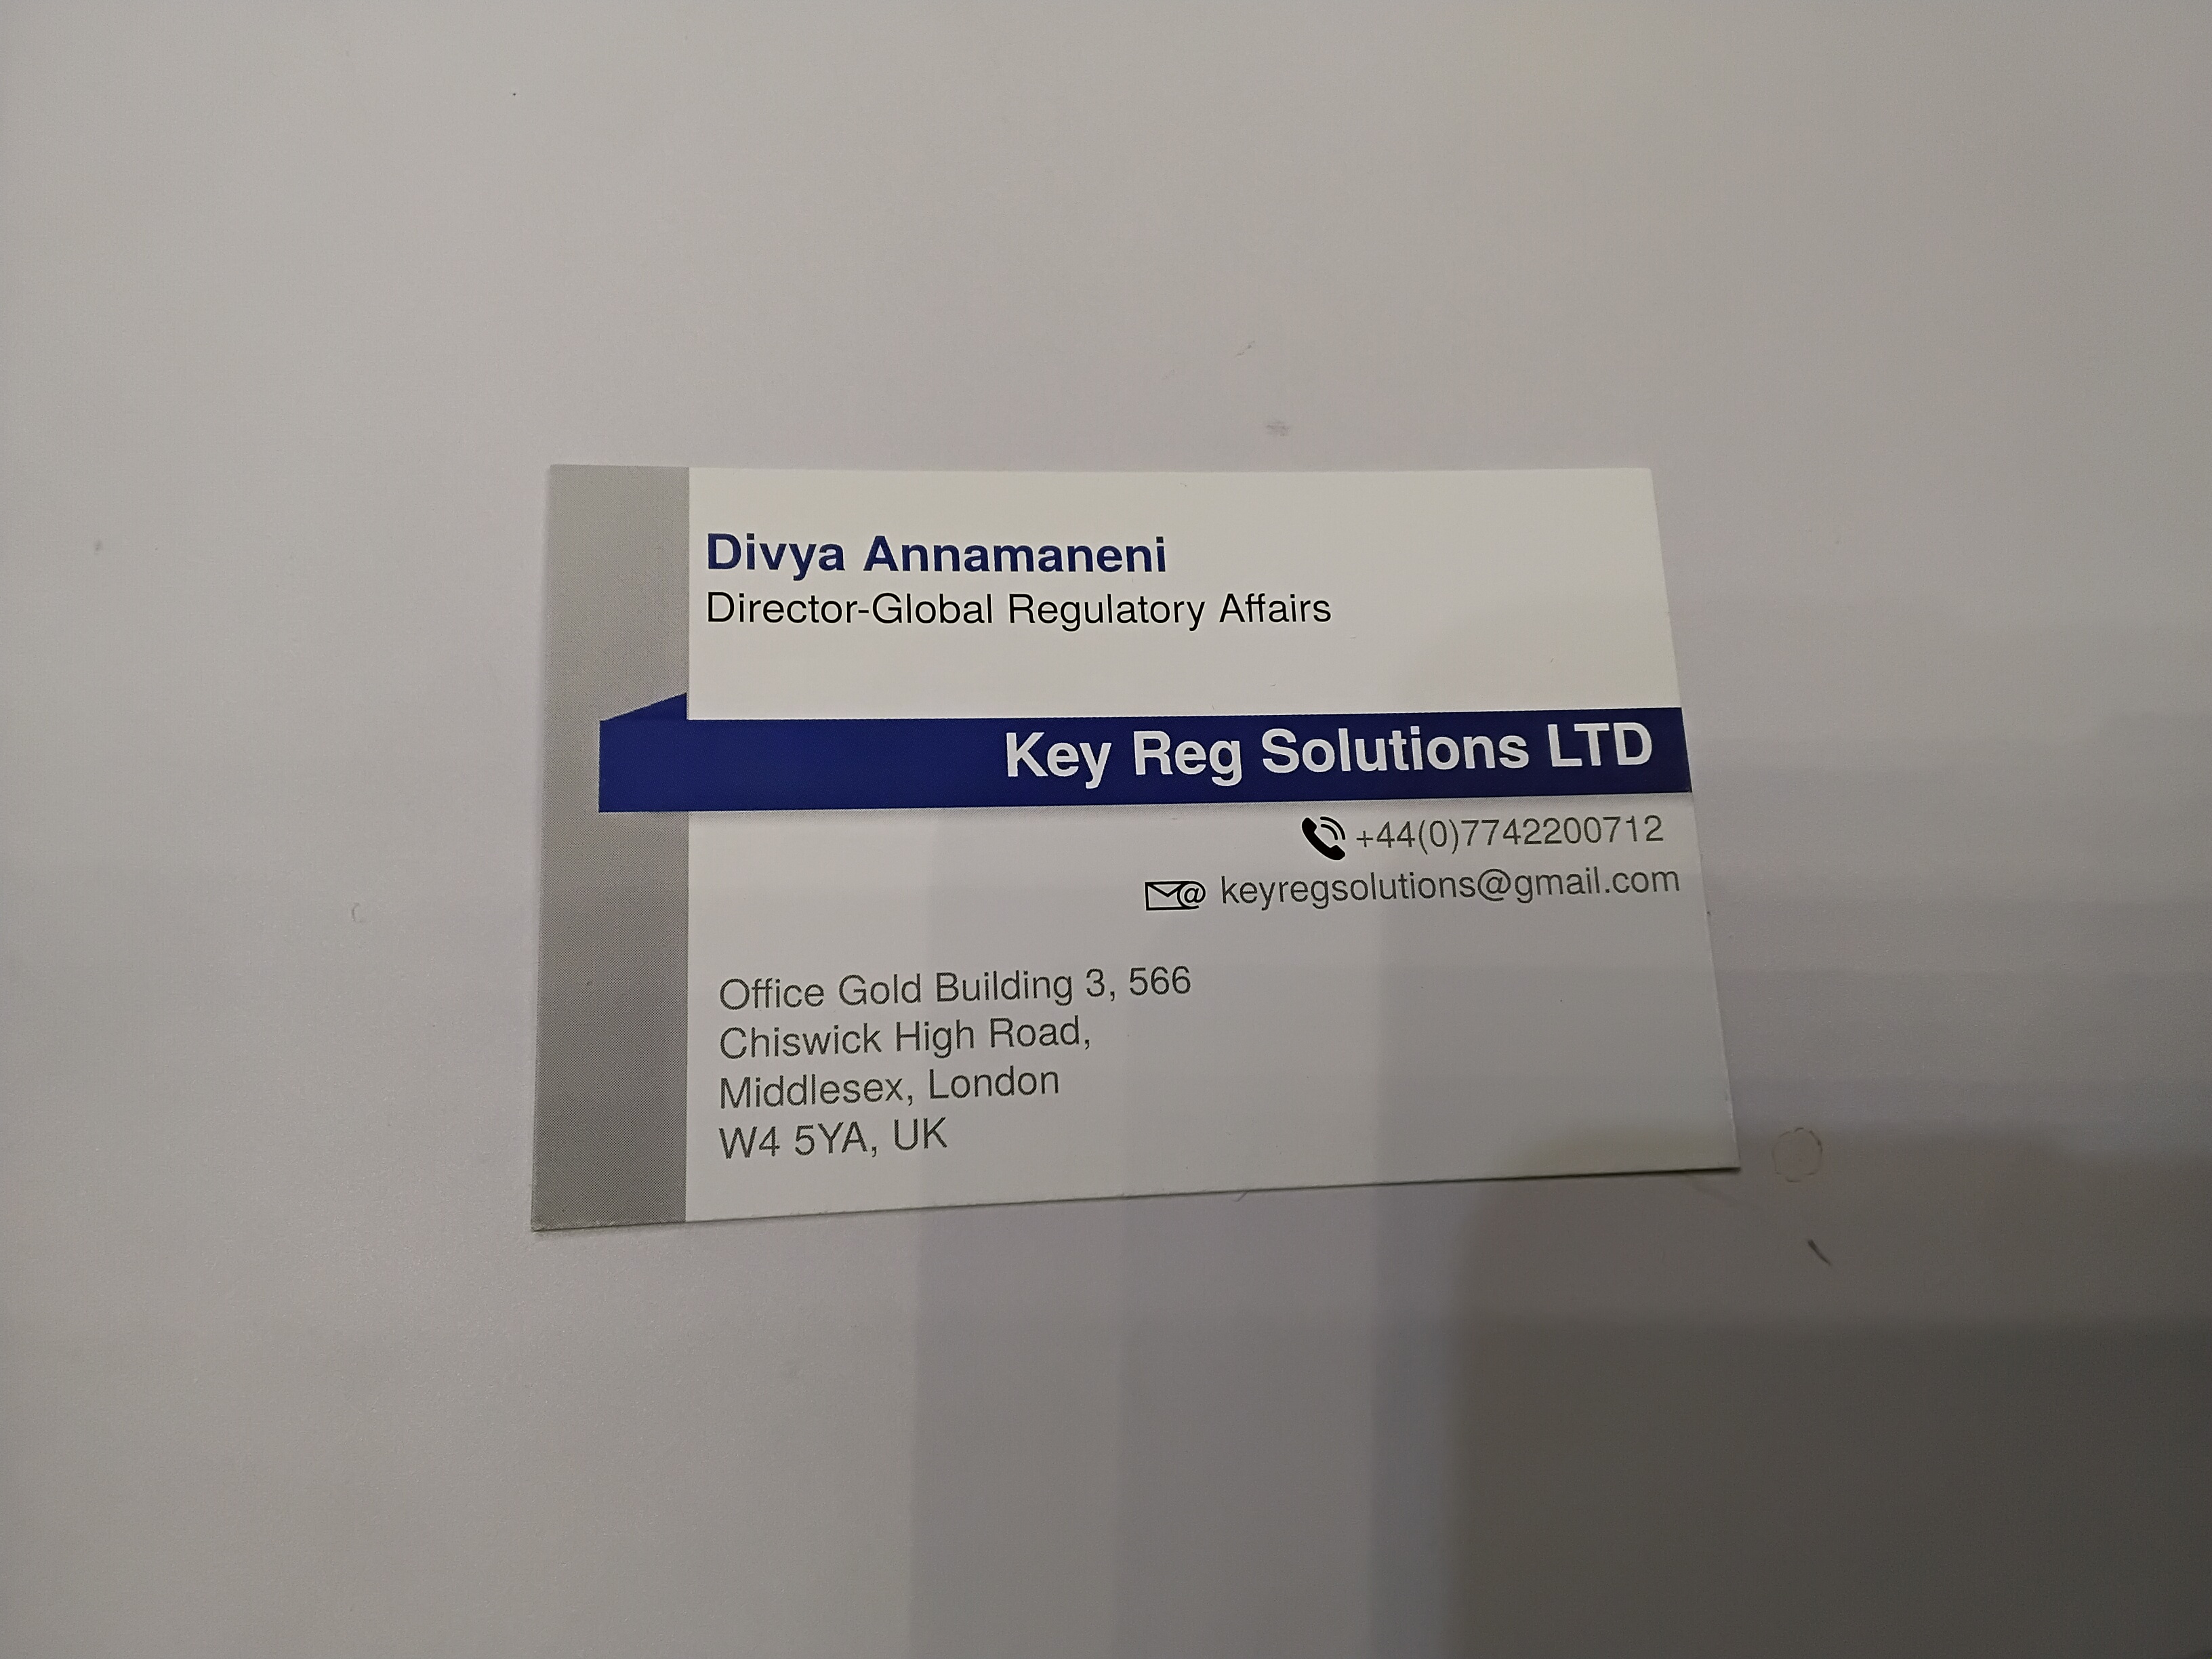 Divya Annamaneni
Director-Global Regulatory Affairs
Key Reg Solutions LTD
+44(0)7742200712
keyregsolutions@gmail.com
Office Gold Building 3, 566
Chiswick High Road,
Middlesex, London
W4 5YA, UK